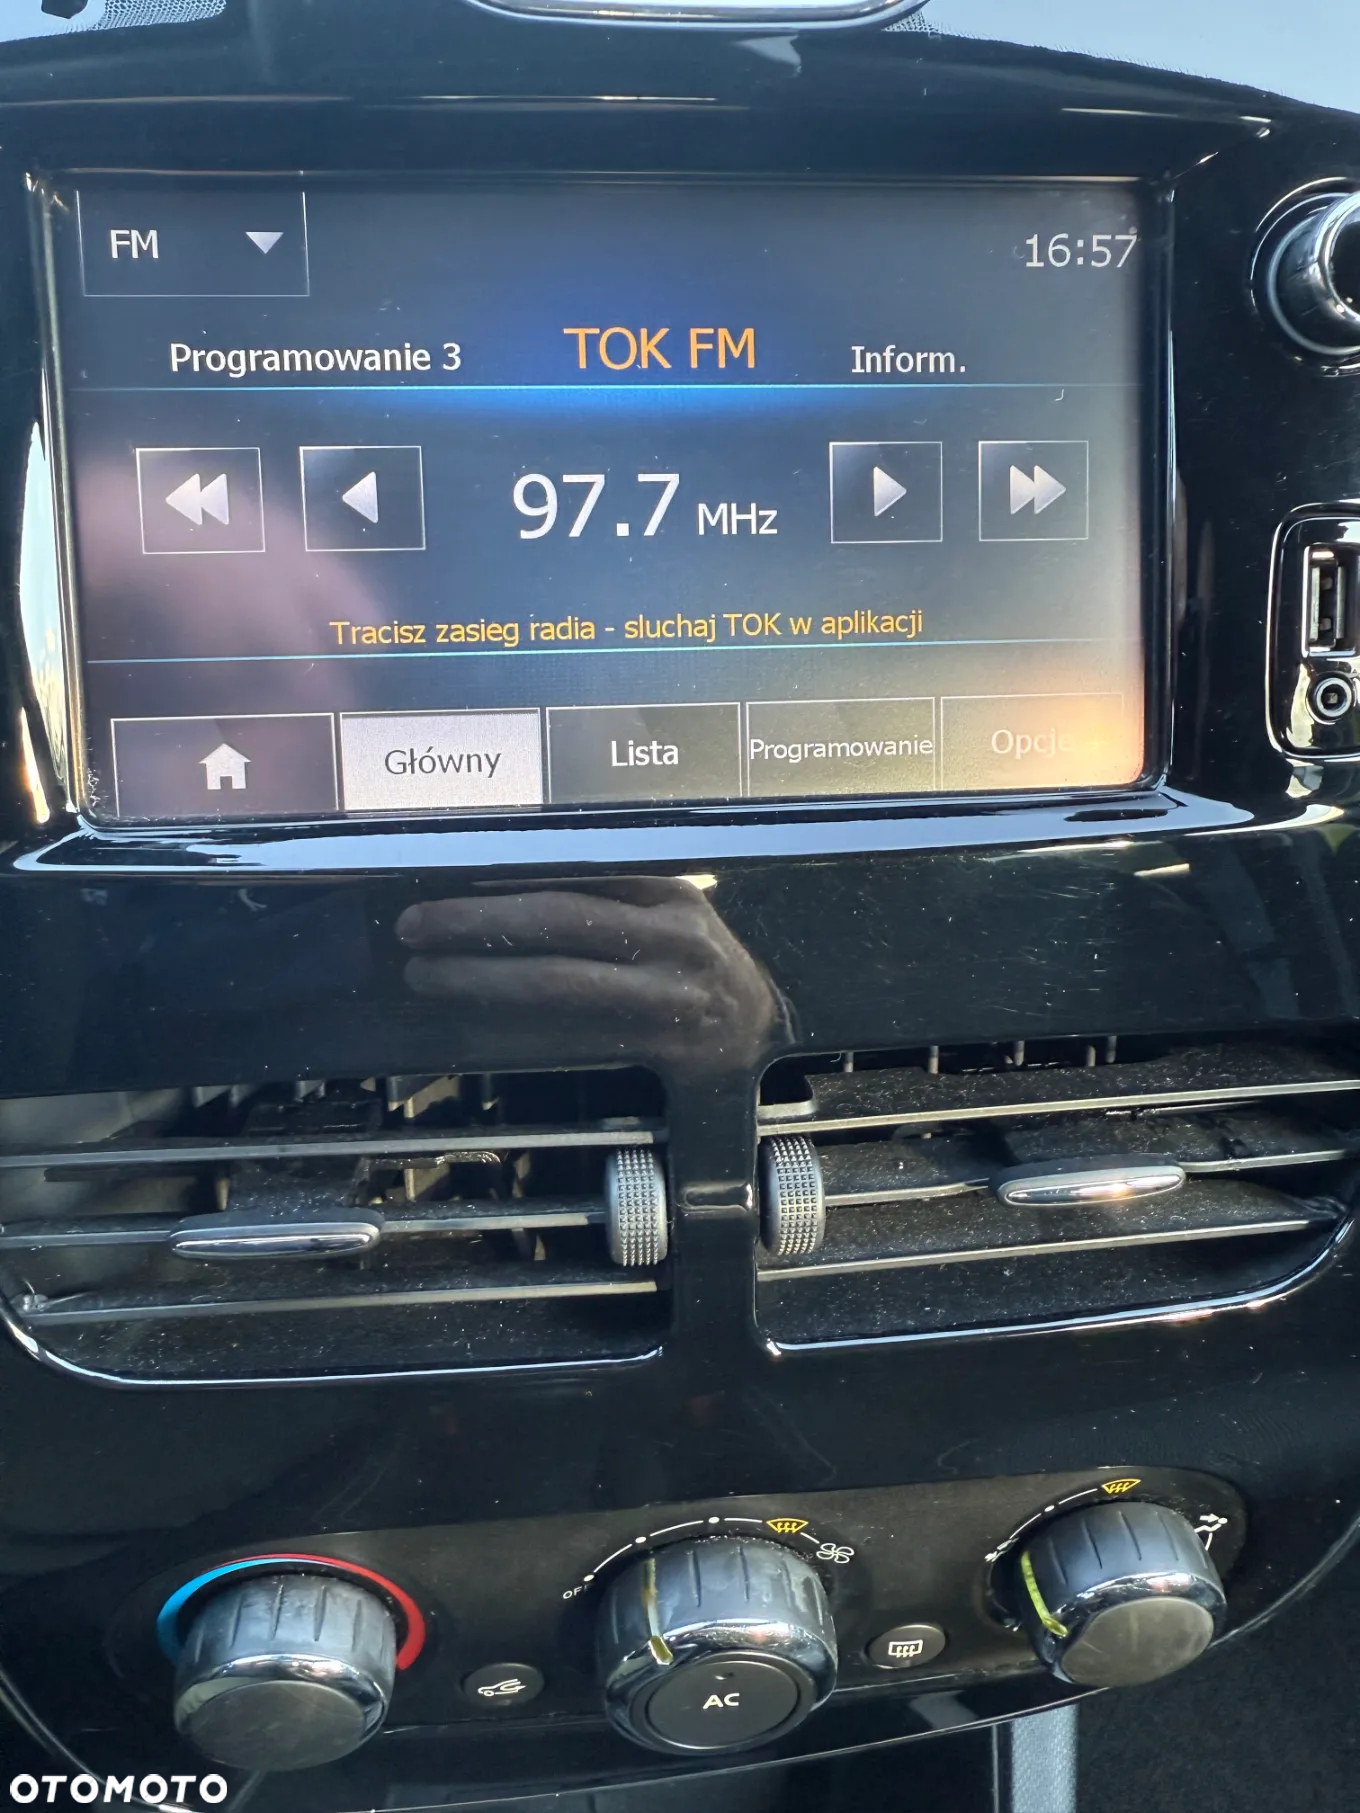 FM
16:57
Programowanie 3
TOK FM
Inform.
97.7 MHz
Tracisz zasieg radia - sluchaj TOK w aplikacji
Główny
Lista
Programowanie
Opcje
OFF
AC
OTOMOTO